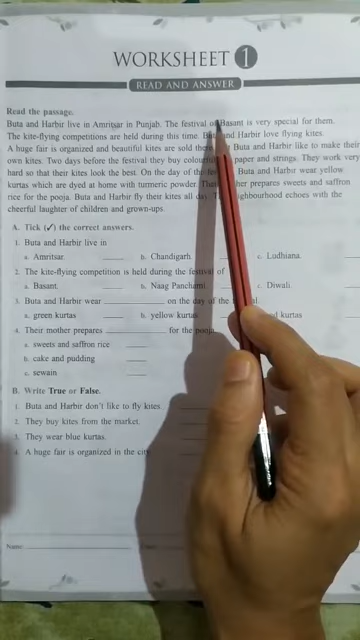 WORKSHEET 1
READ AND ANSWER
Read the passage.
Buta and Harbir live in Amritsar in Punjab. The festival of Basant is very special for them.
The kite-flying competitions are held during this time. Buta and Harbir love flying kites.
A huge fair is organized and beautiful kites are sold there. Buta and Harbir like to make their
own kites. Two days before the festival they buy colourful paper and strings. They work very
hard so that their kites look the best. On the day of the Buta and Harbir wear yellow
kurtas which are dyed at home with turmeric powder. prepares sweets and saffron
rice for the pooja. Buta and Harbir fly their kites all day. neighbourhood echoes with the
cheerful laughter of children and grown-ups.
A. Tick (✓) the correct answers.
1. Buta and Harbir live in
a. Amritsar. b. Chandigarh. c. Ludhiana.
2. The kite-flying competition is held during the festival of
a. Basant. b. Naag Panchami. c. Diwali.
3. Buta and Harbir wear on the day of the
a. green kurtas b. yellow kurtas kurtas
4. Their mother prepares for the pooja.
a. sweets and saffron rice
b. cake and pudding
c. sewain
B. Write True or False.
1. Buta and Harbir don't like to fly kites.
2. They buy kites from the market.
3. They wear blue kurtas.
4. A huge fair is organized in the city
Name: